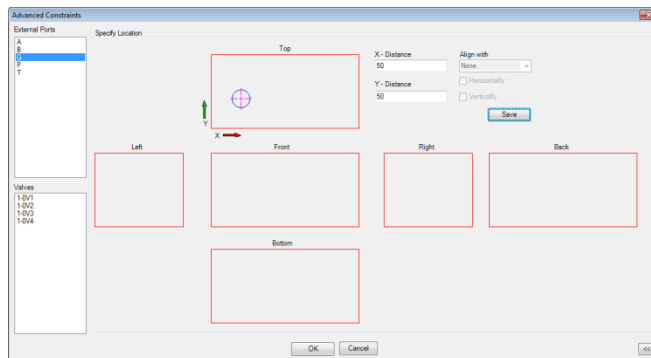 Advanced Constraints
External Ports
Specify Location
A
B
G
P
T
Top
X - Distance
Align with
50
None
Y - Distance
Horizontally
50
Vertically
Save
Y
X
Left
Front
Right
Back
Valves
1-0V1
1-0V2
1-0V3
1-0V4
Bottom
OK
Cancel
<<